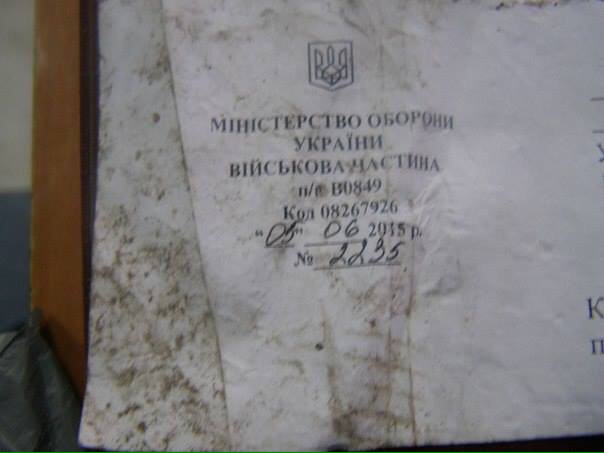 МІНІСТЕРСТВО ОБОРОНИ
УКРАЇНИ
ВІЙСЬКОВА ЧАСТИНА
п/п В0849
Код 08267926
"05" 06 2015 р.
№ 2235
У
К
п